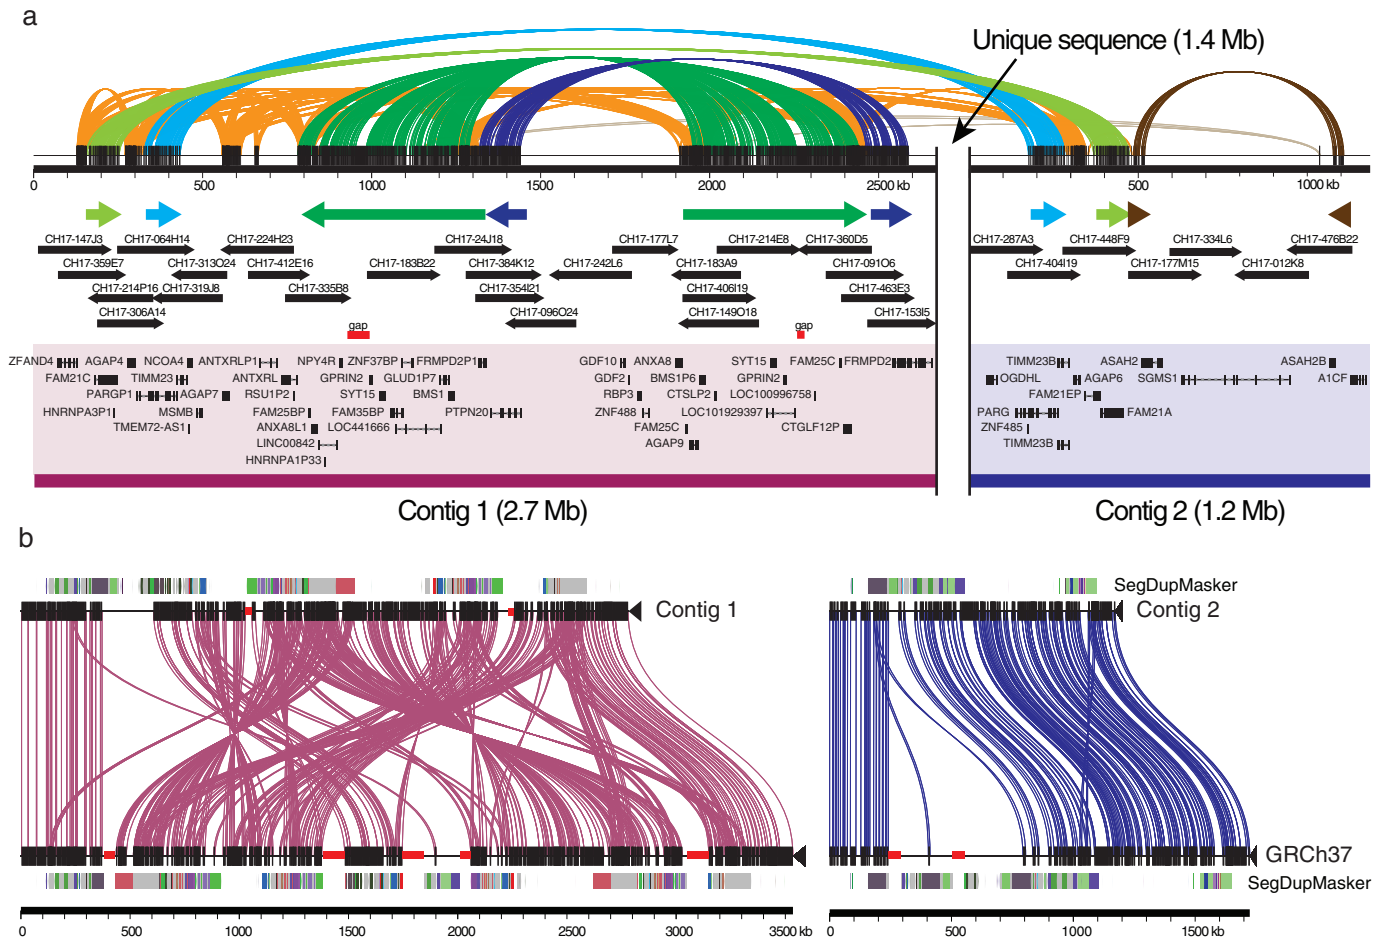 a
Unique sequence (1.4 Mb)
0 500 1000 1500 2000 2500 kb 500 1000 kb
CH17-147J3 CH17-064H14 CH17-224H23 CH17-24J18 CH17-177L7 CH17-214E8 CH17-360D5 CH17-287A3 CH17-448F9 CH17-334L6 CH17-476B22
CH17-359E7 CH17-313O24 CH17-412E16 CH17-183B22 CH17-384K12 CH17-242L6 CH17-183A9 CH17-091O6 CH17-404I19 CH17-177M15 CH17-012K8
CH17-214P16 CH17-319J8 CH17-335B8 CH17-354I21 CH17-406I19 CH17-463E3
CH17-306A14 CH17-096O24 CH17-149O18 CH17-153I5
gap gap
ZFAND4 AGAP4 NCOA4 ANTXRLP1 NPY4R ZNF37BP FRMPD2P1 GDF10 ANXA8 SYT15 FAM25C FRMPD2 TIMM23B ASAH2 ASAH2B
FAM21C TIMM23 ANTXRL GPRIN2 GLUD1P7 GDF2 BMS1P6 GPRIN2 OGDHL AGAP6 SGMS1 A1CF
PARGP1 AGAP7 RSU1P2 SYT15 BMS1 RBP3 CTSLP2 LOC100996758 FAM21EP
HNRNPA3P1 MSMB FAM25BP FAM35BP PTPN20 ZNF488 LOC101929397 PARG FAM21A
TMEM72-AS1 ANXA8L1 LOC441666 FAM25C CTGLF12P ZNF485
LINC00842 AGAP9 TIMM23B
HNRNPA1P33
Contig 1 (2.7 Mb) Contig 2 (1.2 Mb)
b
SegDupMasker
Contig 1 Contig 2
GRCh37
SegDupMasker
0 500 1000 1500 2000 2500 3000 3500 kb 0 500 1000 1500 kb